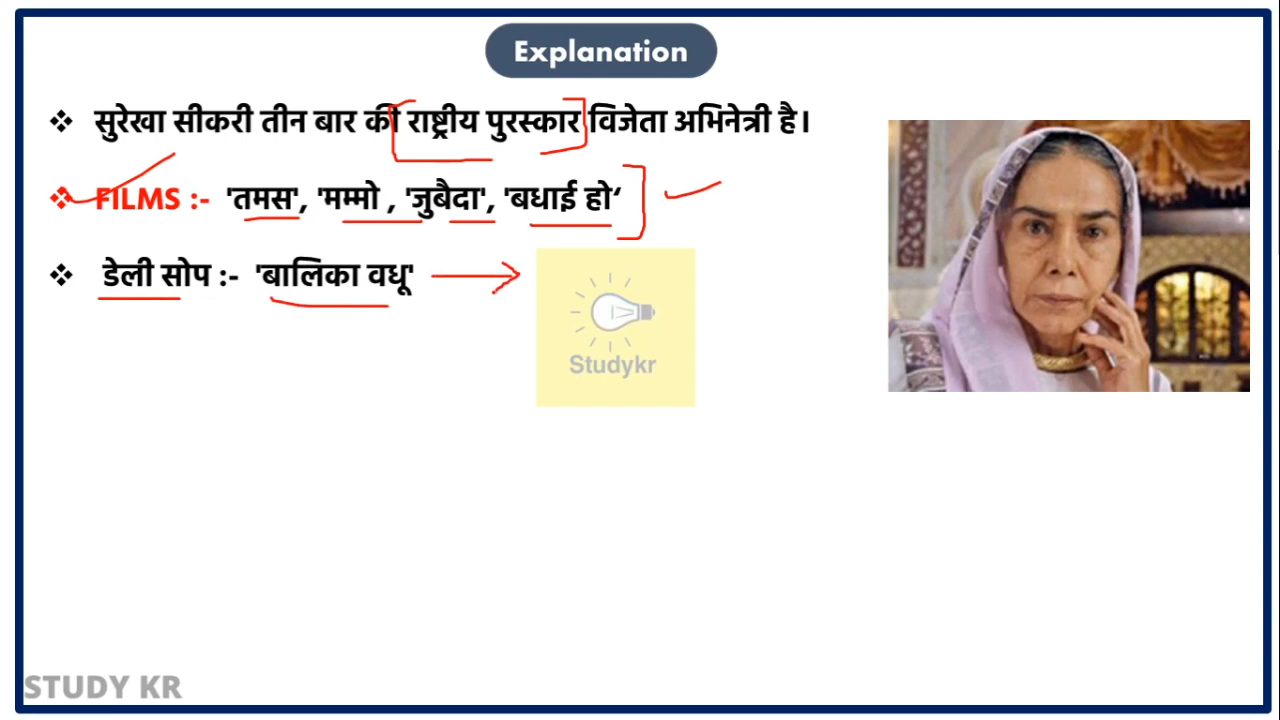 Explanation
❖ सुरेखा सीकरी तीन बार की राष्ट्रीय पुरस्कार विजेता अभिनेत्री है।
❖ FILMS :- 'तमस', 'मम्मो , 'जुबैदा', 'बधाई हो‘
❖ डेली सोप :- 'बालिका वधू'
Studykr
STUDY KR